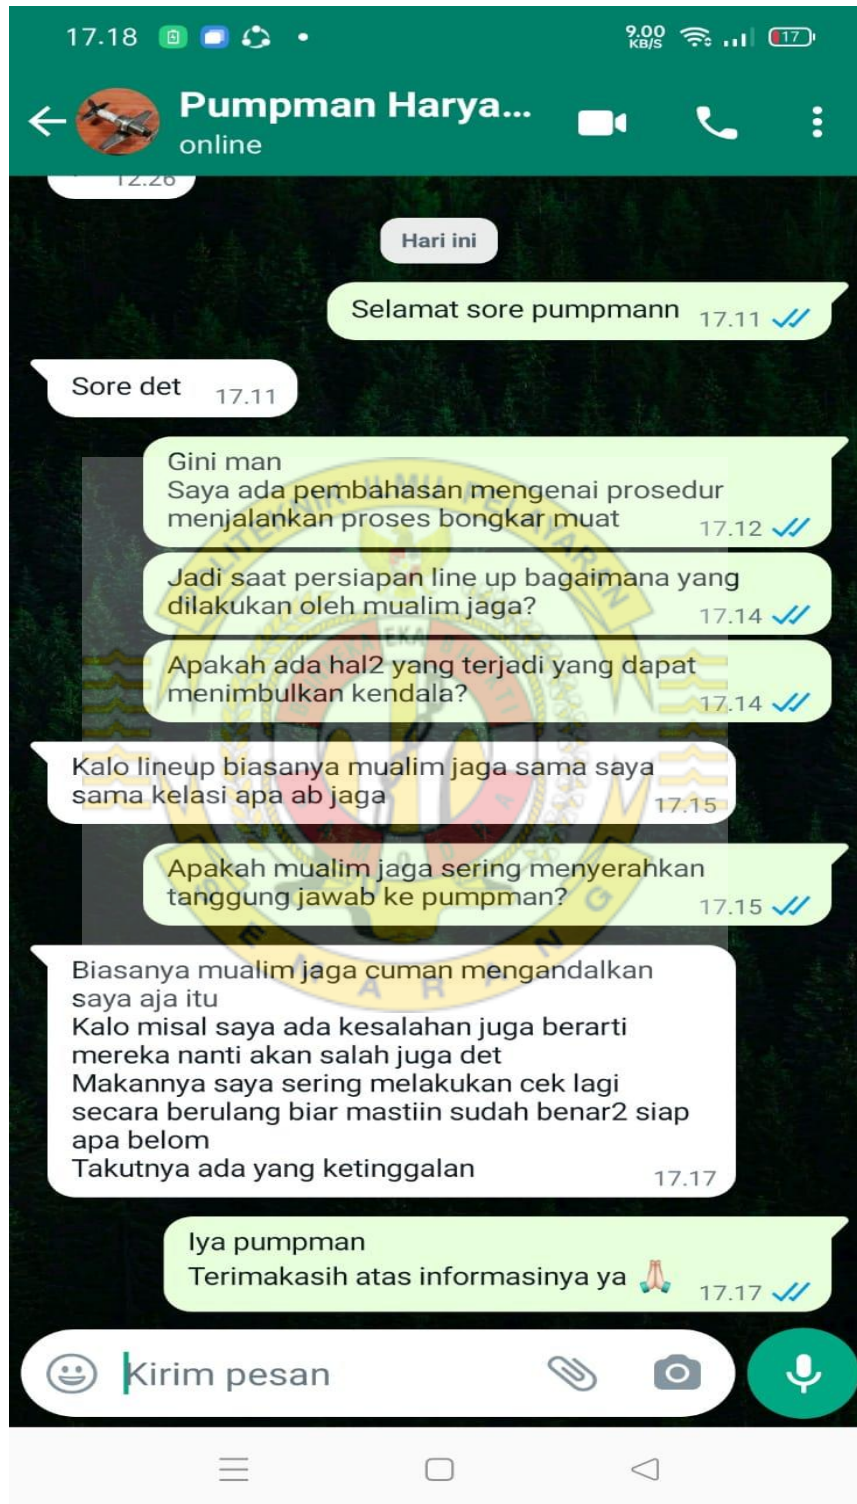 17.18
9.00
KB/S
17
Pumpman Harya...
online
12.26
Hari ini
Selamat sore pumpmann 17.11
Sore det 17.11
Gini man
Saya ada pembahasan mengenai prosedur
menjalankan proses bongkar muat 17.12
Jadi saat persiapan line up bagaimana yang
dilakukan oleh mualim jaga? 17.14
Apakah ada hal2 yang terjadi yang dapat
menimbulkan kendala? 17.14
Kalo lineup biasanya mualim jaga sama saya
sama kelasi apa ab jaga 17.15
Apakah mualim jaga sering menyerahkan
tanggung jawab ke pumpman? 17.15
Biasanya mualim jaga cuman mengandalkan
saya aja itu
Kalo misal saya ada kesalahan juga berarti
mereka nanti akan salah juga det
Makannya saya sering melakukan cek lagi
secara berulang biar mastiin sudah benar2 siap
apa belom
Takutnya ada yang ketinggalan 17.17
Iya pumpman
Terimakasih atas informasinya ya 🙏🏻 17.17
Kirim pesan
POLITEKNIK ILMU PELAYARAN
SEMARANG